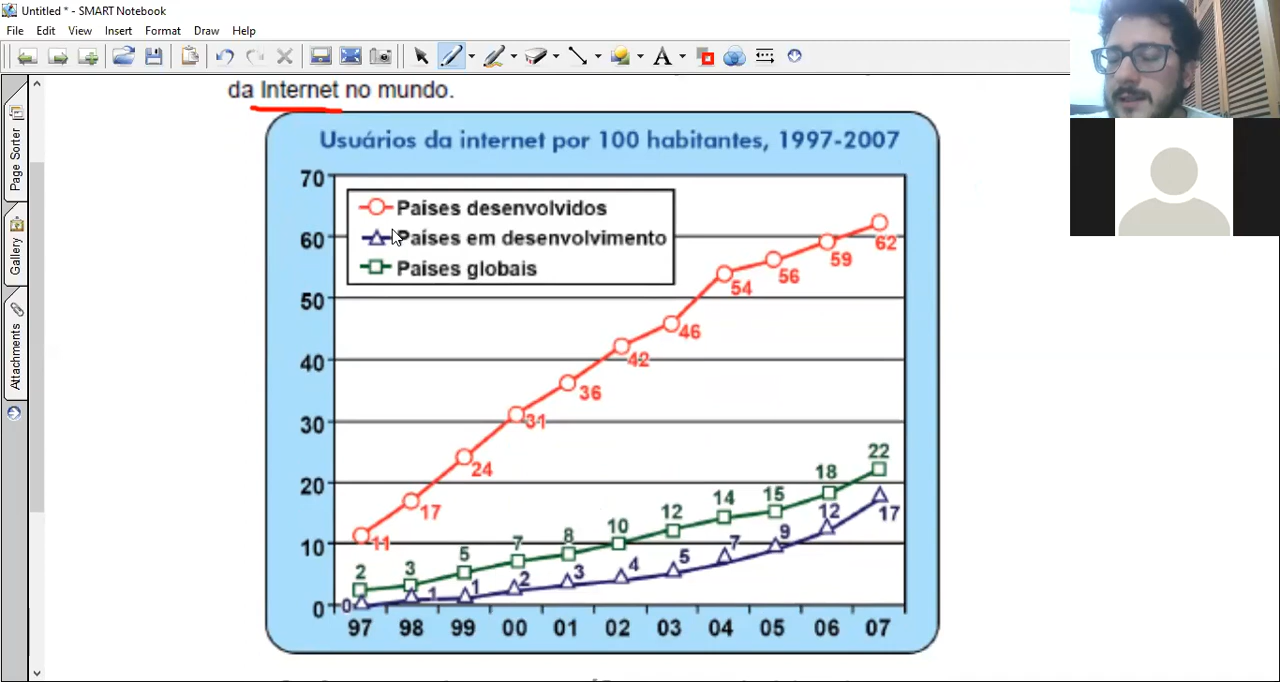 Untitled * - SMART Notebook
File Edit View Insert Format Draw Help
Page Sorter
Gallery
Attachments
da Internet no mundo.
Usuários da internet por 100 habitantes, 1997-2007
Países desenvolvidos
Países em desenvolvimento
Países globais
70
60
50
40
30
20
10
0
11 17 24 31 36 42 46 54 56 59 62
2 3 5 7 8 10 12 14 15 18 22
0 1 1 2 3 4 5 7 9 12 17
97 98 99 00 01 02 03 04 05 06 07